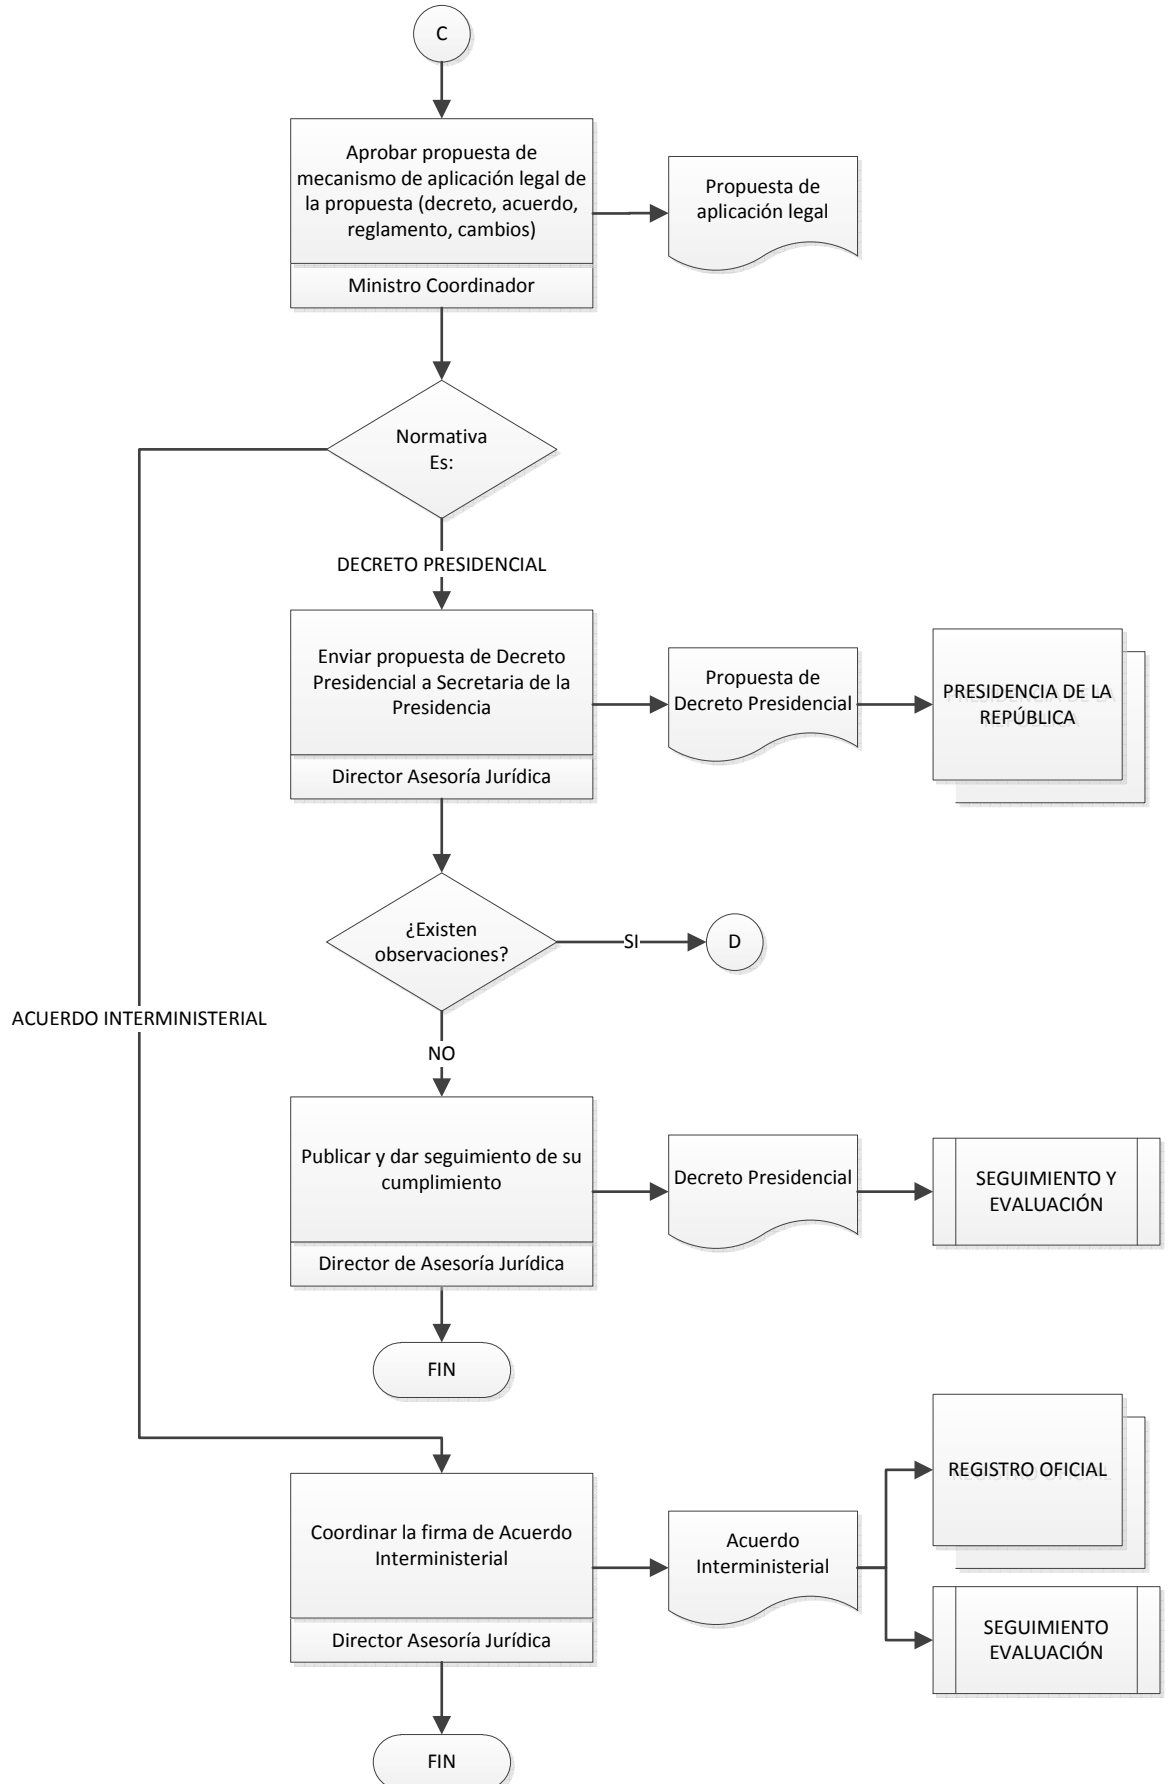 C
Aprobar propuesta de
mecanismo de aplicación legal de
la propuesta (decreto, acuerdo,
reglamento, cambios)
Ministro Coordinador
Propuesta de
aplicación legal
Normativa
Es:
DECRETO PRESIDENCIAL
Enviar propuesta de Decreto
Presidencial a Secretaria de la
Presidencia
Director Asesoría Jurídica
Propuesta de
Decreto Presidencial
PRESIDENCIA DE LA
REPÚBLICA
¿Existen
observaciones?
SI
D
ACUERDO INTERMINISTERIAL
NO
Publicar y dar seguimiento de su
cumplimiento
Director de Asesoría Jurídica
Decreto Presidencial
SEGUIMIENTO Y
EVALUACIÓN
FIN
Coordinar la firma de Acuerdo
Interministerial
Director Asesoría Jurídica
Acuerdo
Interministerial
REGISTRO OFICIAL
SEGUIMIENTO
EVALUACIÓN
FIN